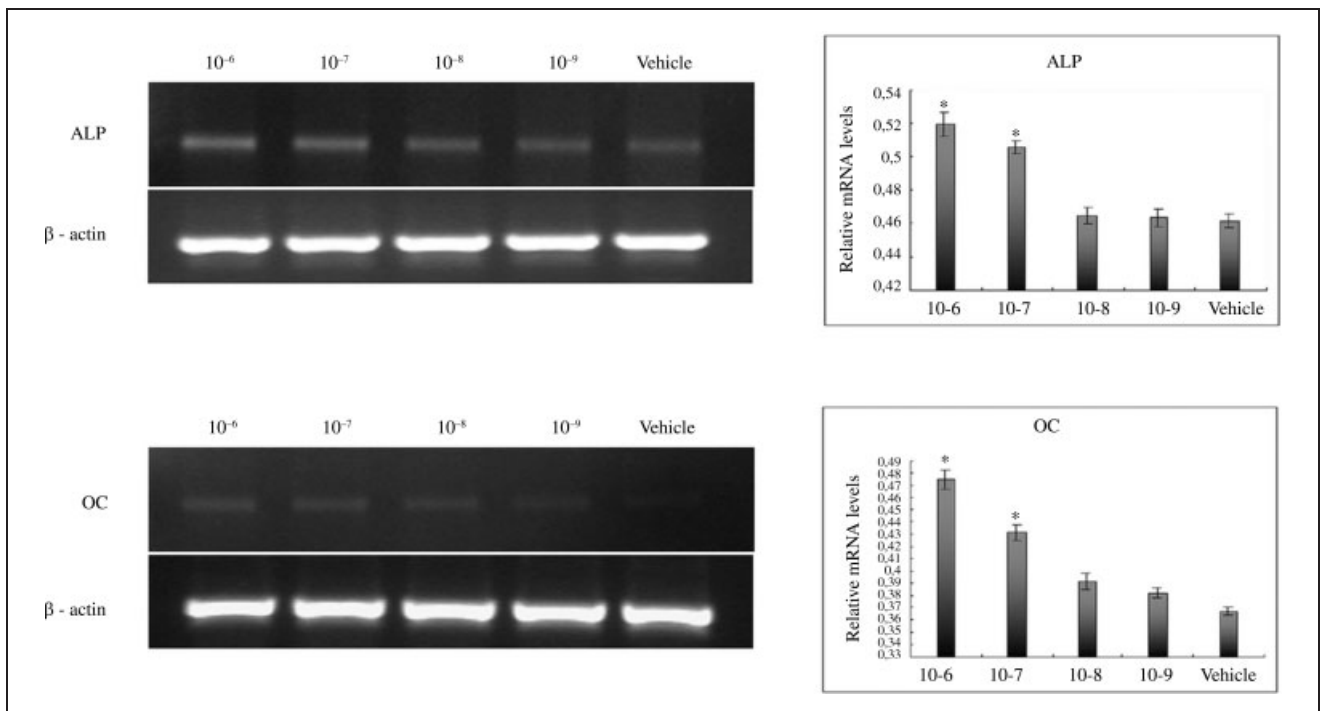 10⁻⁶ 10⁻⁷ 10⁻⁸ 10⁻⁹ Vehicle
ALP
β - actin
ALP
Relative mRNA levels
0,54
0,52
0,5
0,48
0,46
0,44
0,42
*
*
10-6 10-7 10-8 10-9 Vehicle
10⁻⁶ 10⁻⁷ 10⁻⁸ 10⁻⁹ Vehicle
OC
β - actin
OC
Relative mRNA levels
0,49
0,48
0,47
0,46
0,45
0,44
0,43
0,42
0,41
0,4
0,39
0,38
0,37
0,36
0,35
0,34
0,33
*
*
10-6 10-7 10-8 10-9 Vehicle